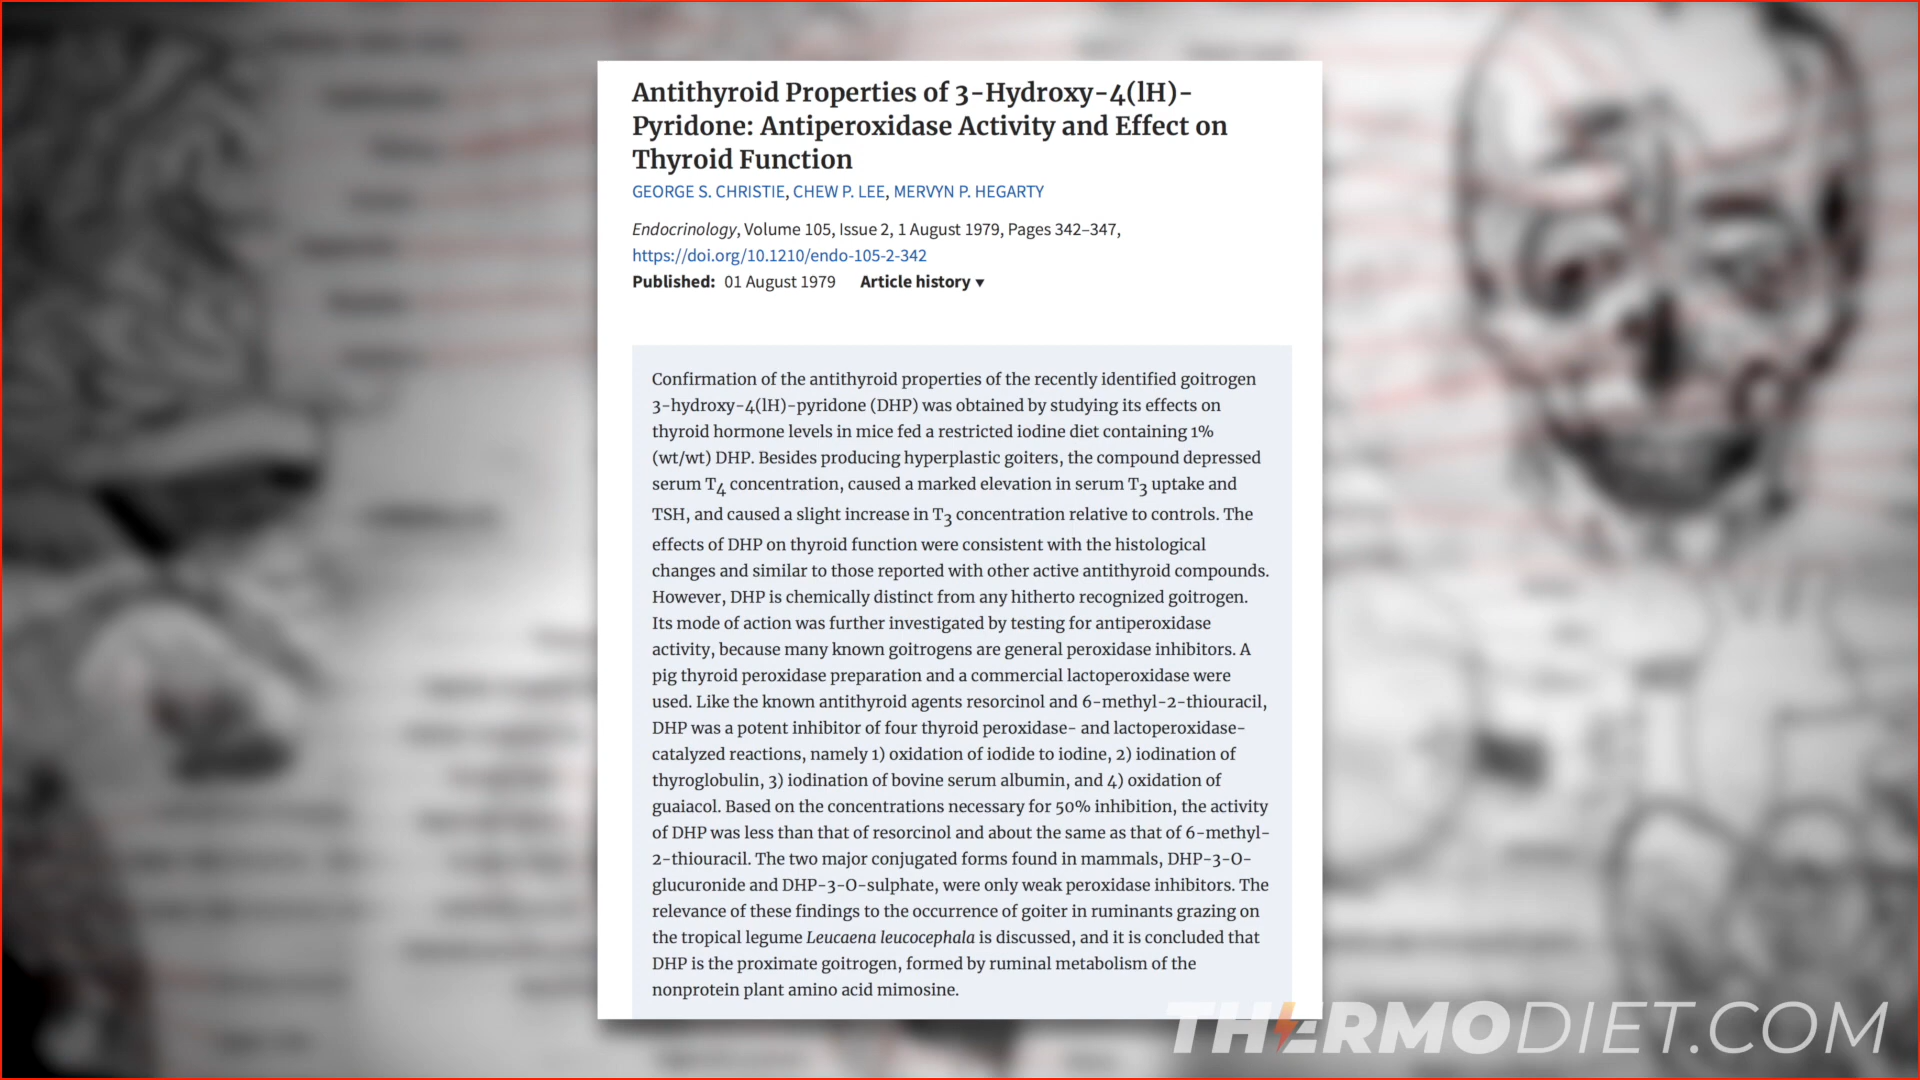 Antithyroid Properties of 3-Hydroxy-4(lH)-
Pyridone: Antiperoxidase Activity and Effect on
Thyroid Function
GEORGE S. CHRISTIE, CHEW P. LEE, MERVYN P. HEGARTY
Endocrinology, Volume 105, Issue 2, 1 August 1979, Pages 342–347,
https://doi.org/10.1210/endo-105-2-342
Published: 01 August 1979 Article history ▾
Confirmation of the antithyroid properties of the recently identified goitrogen
3-hydroxy-4(lH)-pyridone (DHP) was obtained by studying its effects on
thyroid hormone levels in mice fed a restricted iodine diet containing 1%
(wt/wt) DHP. Besides producing hyperplastic goiters, the compound depressed
serum T4 concentration, caused a marked elevation in serum T3 uptake and
TSH, and caused a slight increase in T3 concentration relative to controls. The
effects of DHP on thyroid function were consistent with the histological
changes and similar to those reported with other active antithyroid compounds.
However, DHP is chemically distinct from any hitherto recognized goitrogen.
Its mode of action was further investigated by testing for antiperoxidase
activity, because many known goitrogens are general peroxidase inhibitors. A
pig thyroid peroxidase preparation and a commercial lactoperoxidase were
used. Like the known antithyroid agents resorcinol and 6-methyl-2-thiouracil,
DHP was a potent inhibitor of four thyroid peroxidase- and lactoperoxidase-
catalyzed reactions, namely 1) oxidation of iodide to iodine, 2) iodination of
thyroglobulin, 3) iodination of bovine serum albumin, and 4) oxidation of
guaiacol. Based on the concentrations necessary for 50% inhibition, the activity
of DHP was less than that of resorcinol and about the same as that of 6-methyl-
2-thiouracil. The two major conjugated forms found in mammals, DHP-3-O-
glucuronide and DHP-3-O-sulphate, were only weak peroxidase inhibitors. The
relevance of these findings to the occurrence of goiter in ruminants grazing on
the tropical legume Leucaena leucocephala is discussed, and it is concluded that
DHP is the proximate goitrogen, formed by ruminal metabolism of the
nonprotein plant amino acid mimosine.
THERMODIET.COM